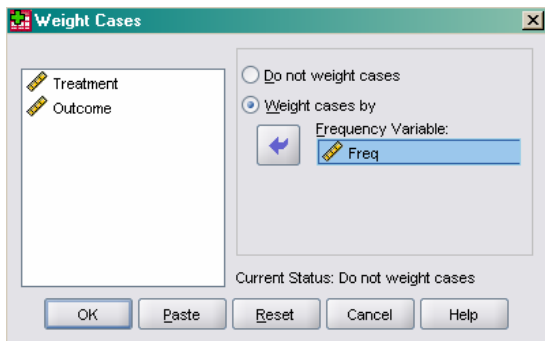 Weight Cases
Treatment
Outcome
Do not weight cases
Weight cases by
Frequency Variable:
Freq
Current Status: Do not weight cases
OK
Paste
Reset
Cancel
Help